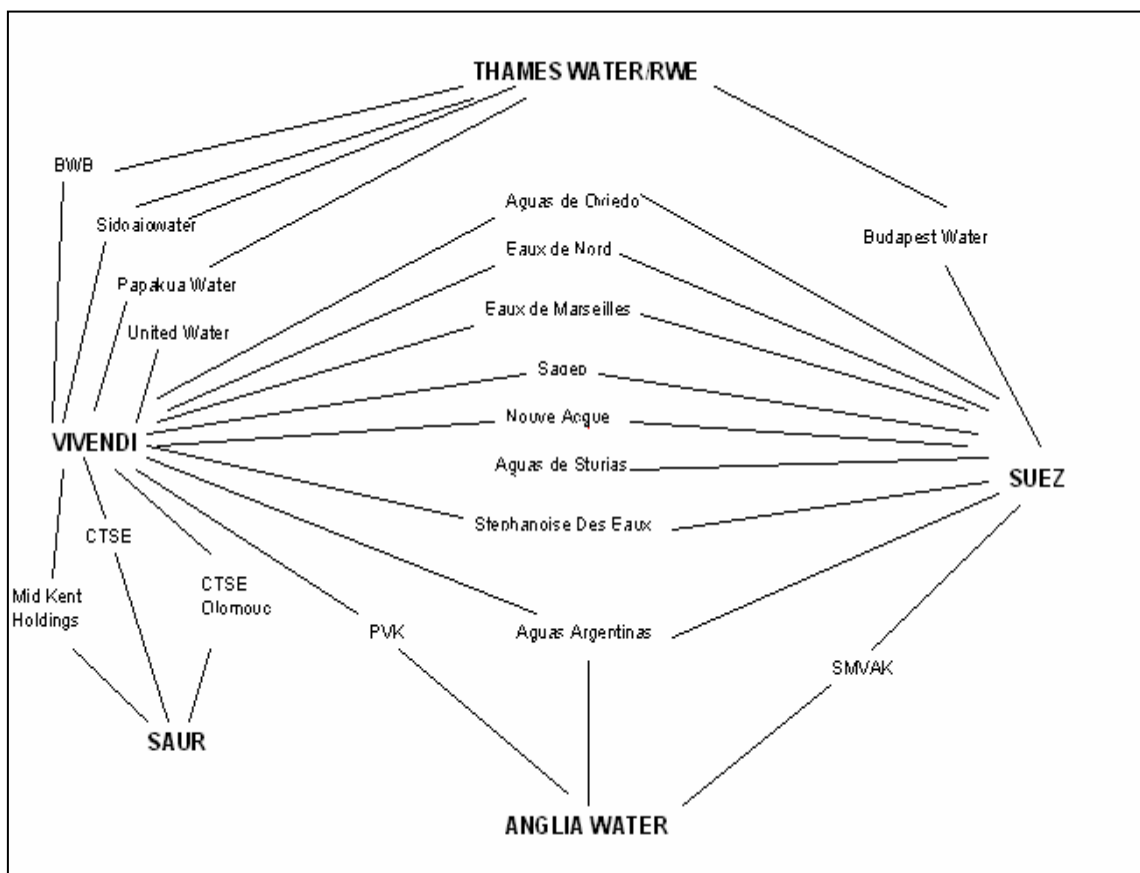 THAMES WATER/RWE
BWB
Aguas de Oviedo
Sidoaiowater
Budapest Water
Eaux de Nord
Papakua Water
Eaux de Marseilles
United Water
Sagep
Nouve Acque
VIVENDI
Aguas de Sturias
SUEZ
Stephanoise Des Eaux
CTSE
CTSE
Olomouc
Mid Kent
Holdings
PVK
Aguas Argentinas
SMVAK
SAUR
ANGLIA WATER